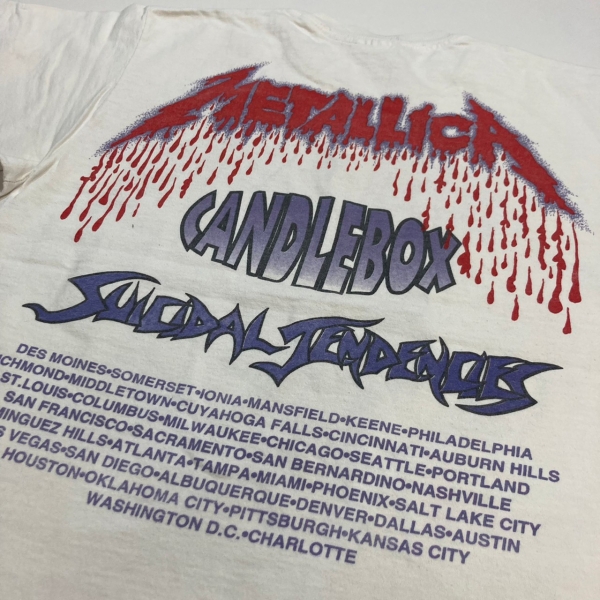 METALLICA
CANDLEBOX
SUICIDAL TENDENCIES
DES MOINES•SOMERSET•IONIA•MANSFIELD•KEENE•PHILADELPHIA
•MIDDLETOWN•CUYAHOGA FALLS•CINCINNATI•AUBURN HILLS
ST.LOUIS•COLUMBUS•MILWAUKEE•CHICAGO•SEATTLE•PORTLAND
SAN FRANCISCO•SACRAMENTO•SAN BERNARDINO•NASHVILLE
HILLS•ATLANTA•TAMPA•MIAMI•PHOENIX•SALT LAKE CITY
VEGAS•SAN DIEGO•ALBUQUERQUE•DENVER•DALLAS•AUSTIN
HOUSTON•OKLAHOMA CITY•PITTSBURGH•KANSAS CITY
WASHINGTON D.C.•CHARLOTTE